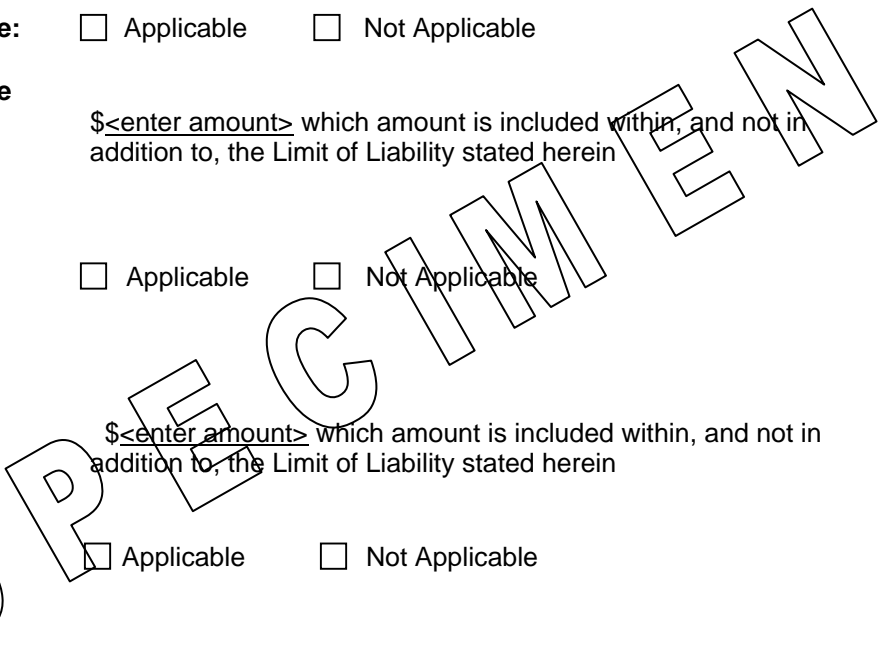 e: ☐ Applicable ☐ Not Applicable
e
$<enter amount> which amount is included within, and not in
addition to, the Limit of Liability stated herein
☐ Applicable ☐ Not Applicable
$<enter amount> which amount is included within, and not in
addition to, the Limit of Liability stated herein
☐ Applicable ☐ Not Applicable
PECIMEN